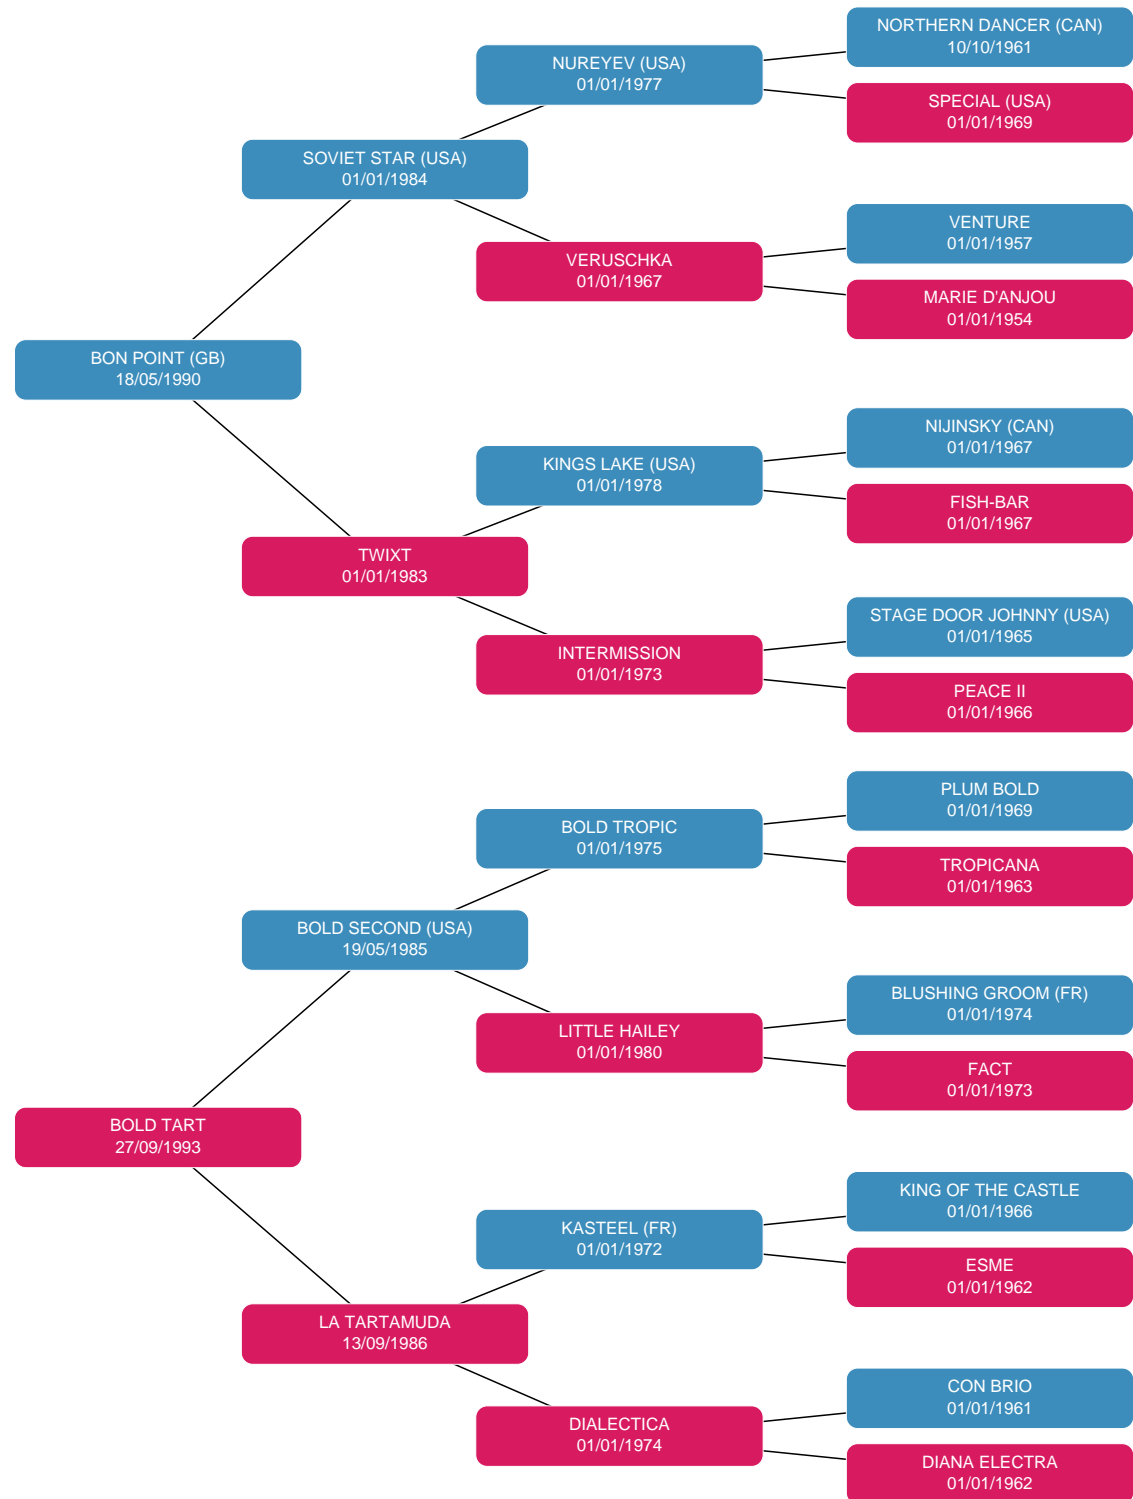 NORTHERN DANCER (CAN)
10/10/1961
NUREYEV (USA)
01/01/1977
SPECIAL (USA)
01/01/1969
SOVIET STAR (USA)
01/01/1984
VENTURE
01/01/1957
VERUSCHKA
01/01/1967
MARIE D'ANJOU
01/01/1954
BON POINT (GB)
18/05/1990
NIJINSKY (CAN)
01/01/1967
KINGS LAKE (USA)
01/01/1978
FISH-BAR
01/01/1967
TWIXT
01/01/1983
STAGE DOOR JOHNNY (USA)
01/01/1965
INTERMISSION
01/01/1973
PEACE II
01/01/1966
PLUM BOLD
01/01/1969
BOLD TROPIC
01/01/1975
TROPICANA
01/01/1963
BOLD SECOND (USA)
19/05/1985
BLUSHING GROOM (FR)
01/01/1974
LITTLE HAILEY
01/01/1980
FACT
01/01/1973
BOLD TART
27/09/1993
KING OF THE CASTLE
01/01/1966
KASTEEL (FR)
01/01/1972
ESME
01/01/1962
LA TARTAMUDA
13/09/1986
CON BRIO
01/01/1961
DIALECTICA
01/01/1974
DIANA ELECTRA
01/01/1962